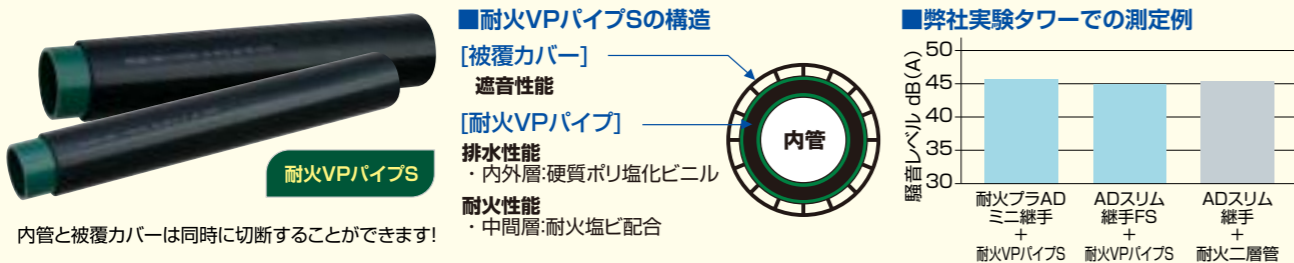 耐火VPパイプS
内管と被覆カバーは同時に切断することができます!
■耐火VPパイプSの構造
[被覆カバー]
遮音性能
[耐火VPパイプ]
排水性能
・内外層:硬質ポリ塩化ビニル
耐火性能
・中間層:耐火塩ビ配合
内管
■弊社実験タワーでの測定例
騒音レベル dB(A)
50
45
40
35
30
耐火プラAD
ミニ継手
+
耐火VPパイプS
ADスリム
継手FS
+
耐火VPパイプS
ADスリム
継手
+
耐火二層管